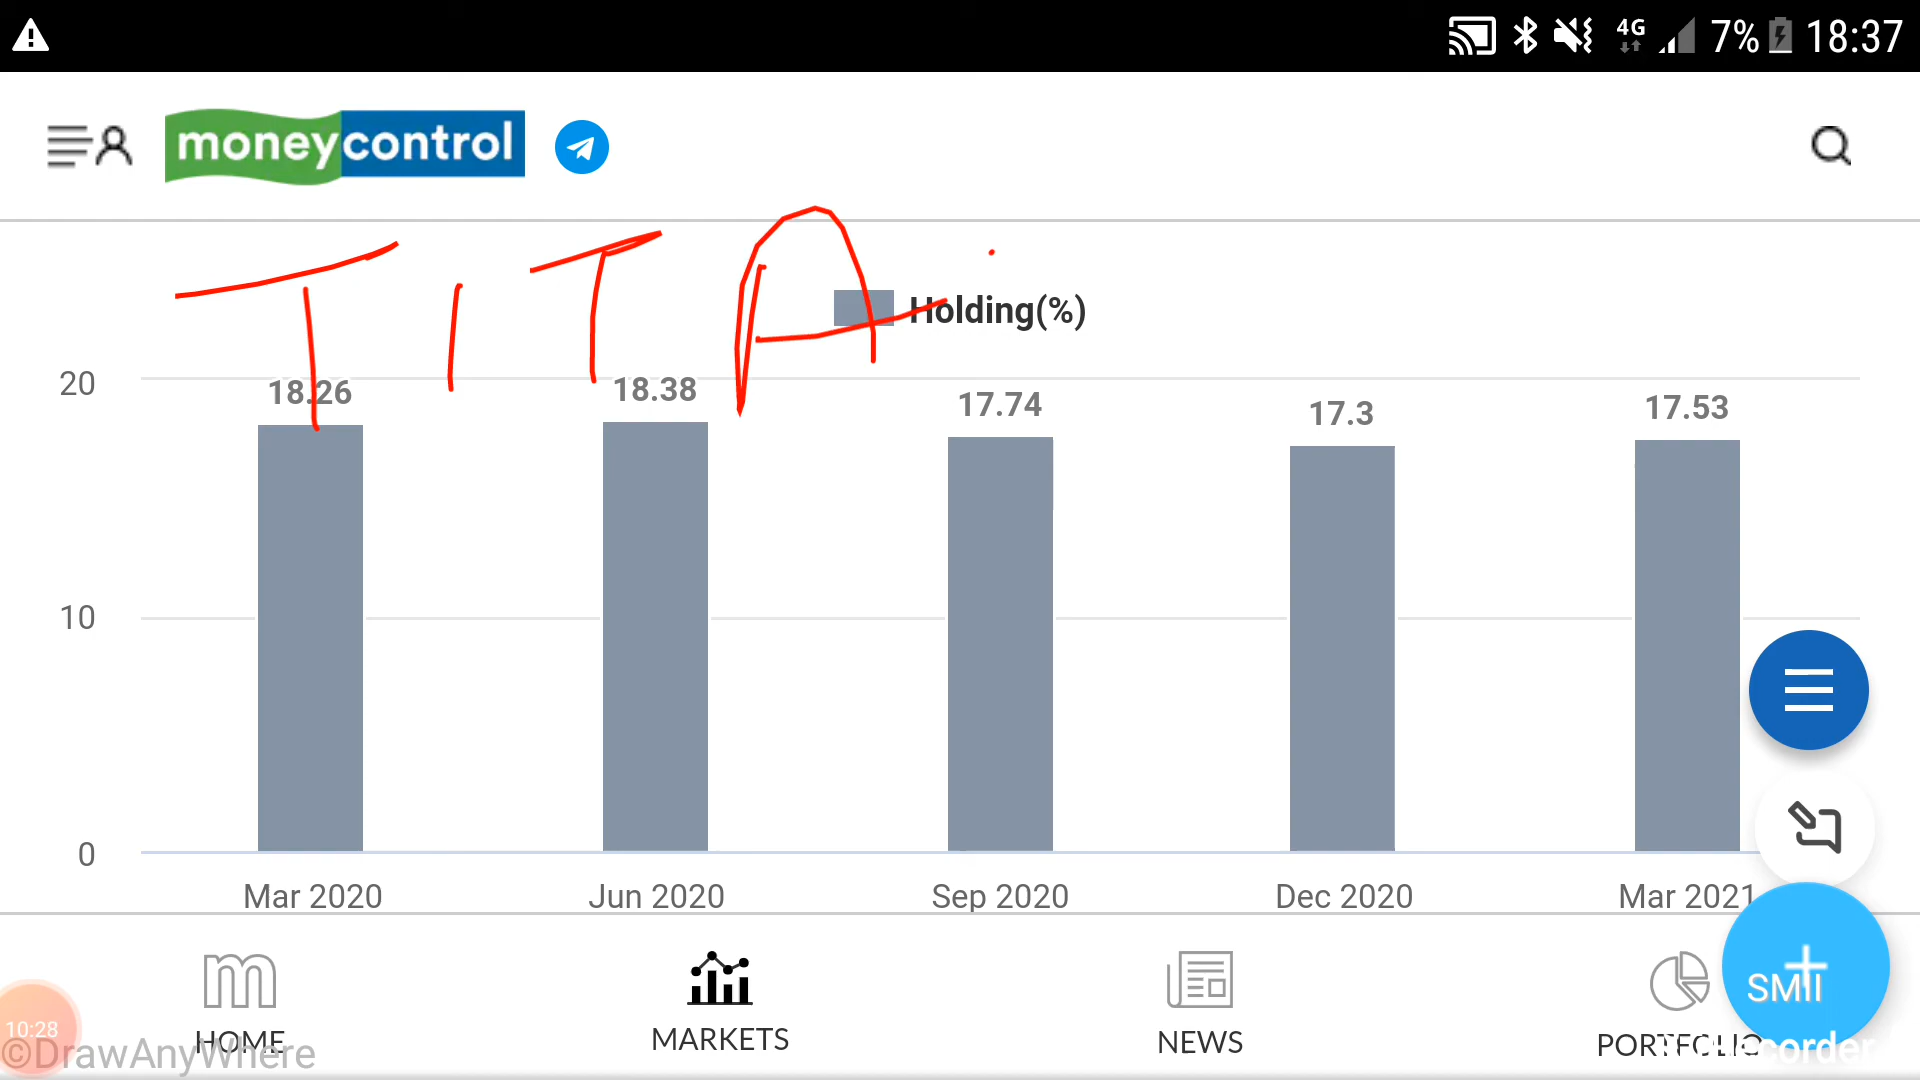 4G 7% 18:37
moneycontrol
TITA
Holding(%)
20
18.26 18.38 17.74 17.3 17.53
10
0
Mar 2020 Jun 2020 Sep 2020 Dec 2020 Mar 2021
SMII
10:28
HOME MARKETS NEWS PORTFOLIO
©DrawAnyWhere